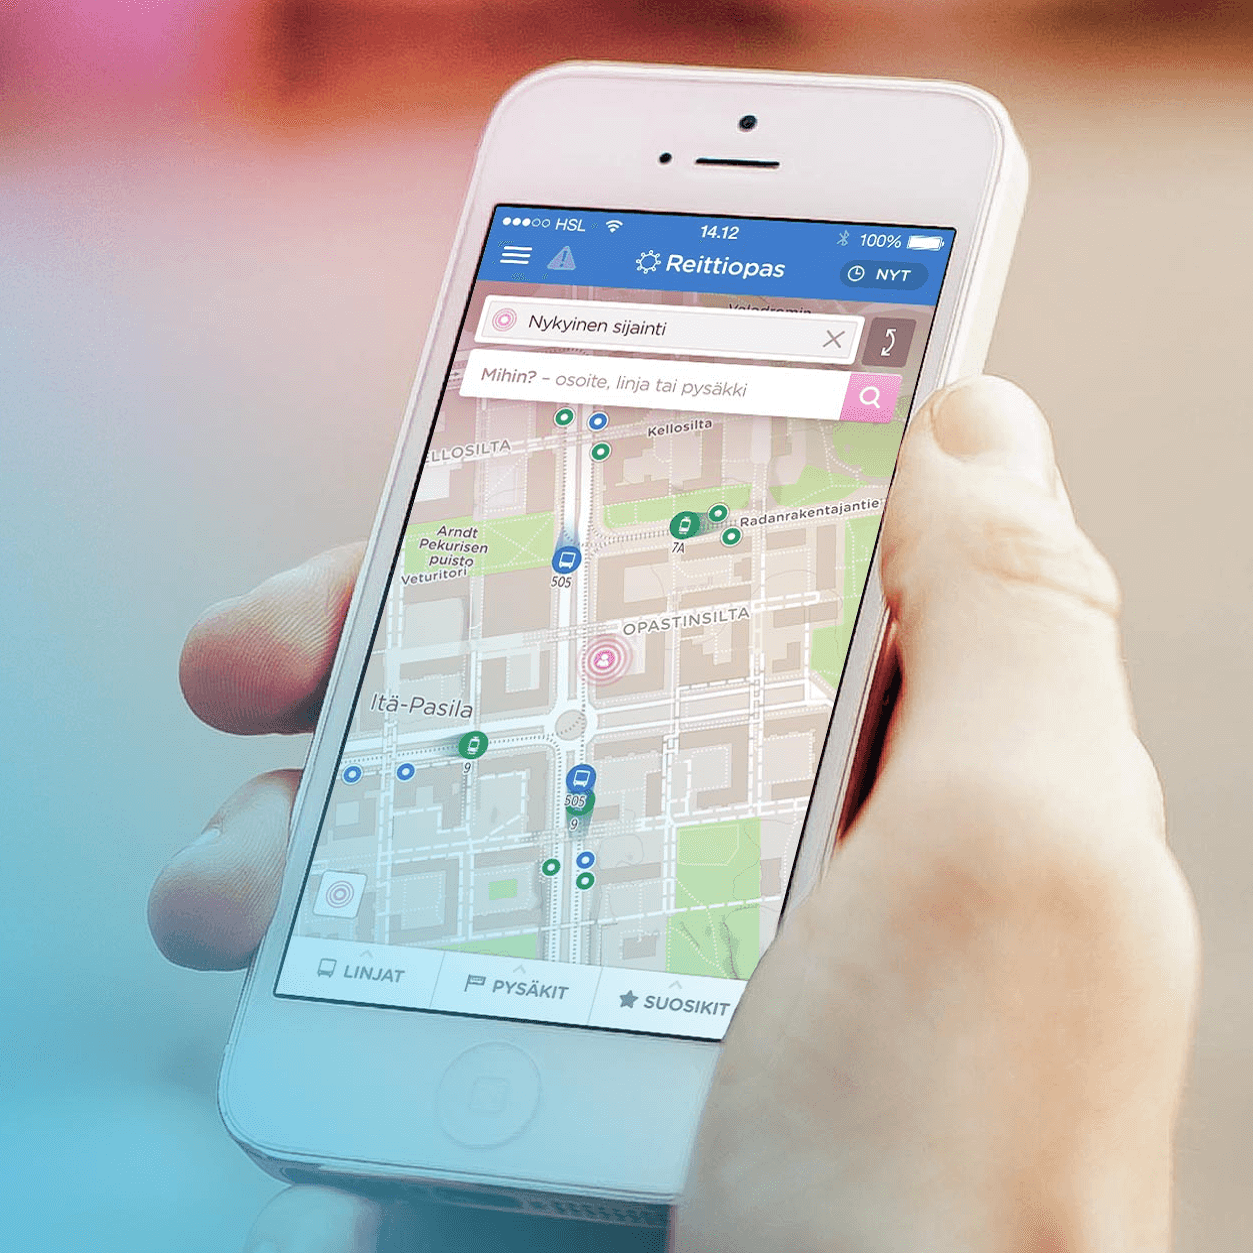 HSL 14.12 100%
Reittiopas NYT
Nykyinen sijainti
Mihin? – osoite, linja tai pysäkki
Kellosilta
ELLOSILTA
Radanrakentajantie
7A
Arndt
Pekurisen
puisto
Veturitori
505
OPASTINSILTA
Itä-Pasila
9
505
9
LINJAT PYSÄKIT SUOSIKIT